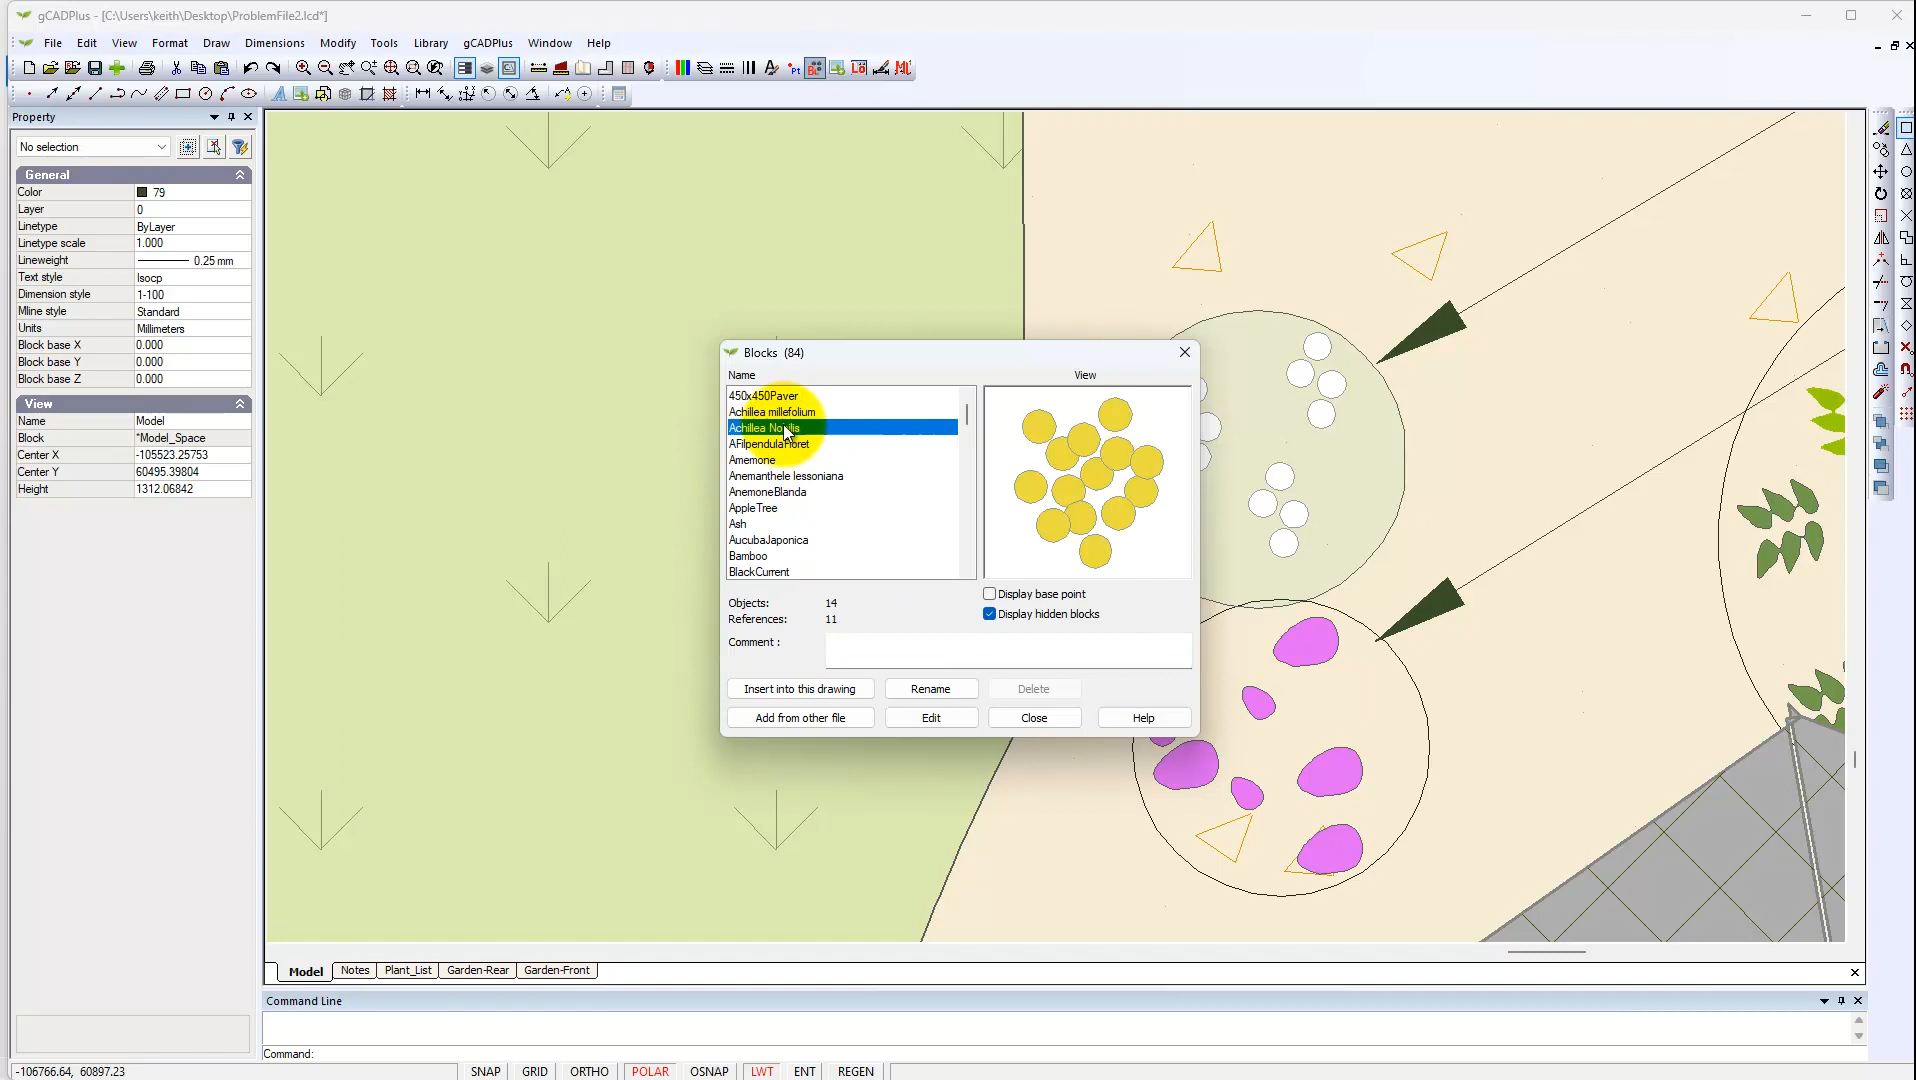 gCADPlus - [C:\Users\keith\Desktop\ProblemFile2.lcd*]
File Edit View Format Draw Dimensions Modify Tools Library gCADPlus Window Help
Property
No selection
General
Color 79
Layer 0
Linetype ByLayer
Linetype scale 1.000
Lineweight 0.25 mm
Text style Isocp
Dimension style 1-100
Mline style Standard
Units Millimeters
Block base X 0.000
Block base Y 0.000
Block base Z 0.000
View
Name Model
Block *Model_Space
Center X -105523.25753
Center Y 60495.39804
Height 1312.06842
Blocks (84)
Name View
450x450Paver
Achillea millefolium
Achillea Nobilis
AFilpendulaFloret
Amemone
Anemanthele lessoniana
AnemoneBlanda
AppleTree
Ash
AucubaJaponica
Bamboo
BlackCurrent
Display base point
Objects: 14
Display hidden blocks
References: 11
Comment :
Insert into this drawing Rename Delete
Add from other file Edit Close Help
Model Notes Plant_List Garden-Rear Garden-Front
Command Line
Command:
-106766.64, 60897.23 SNAP GRID ORTHO POLAR OSNAP LWT ENT REGEN